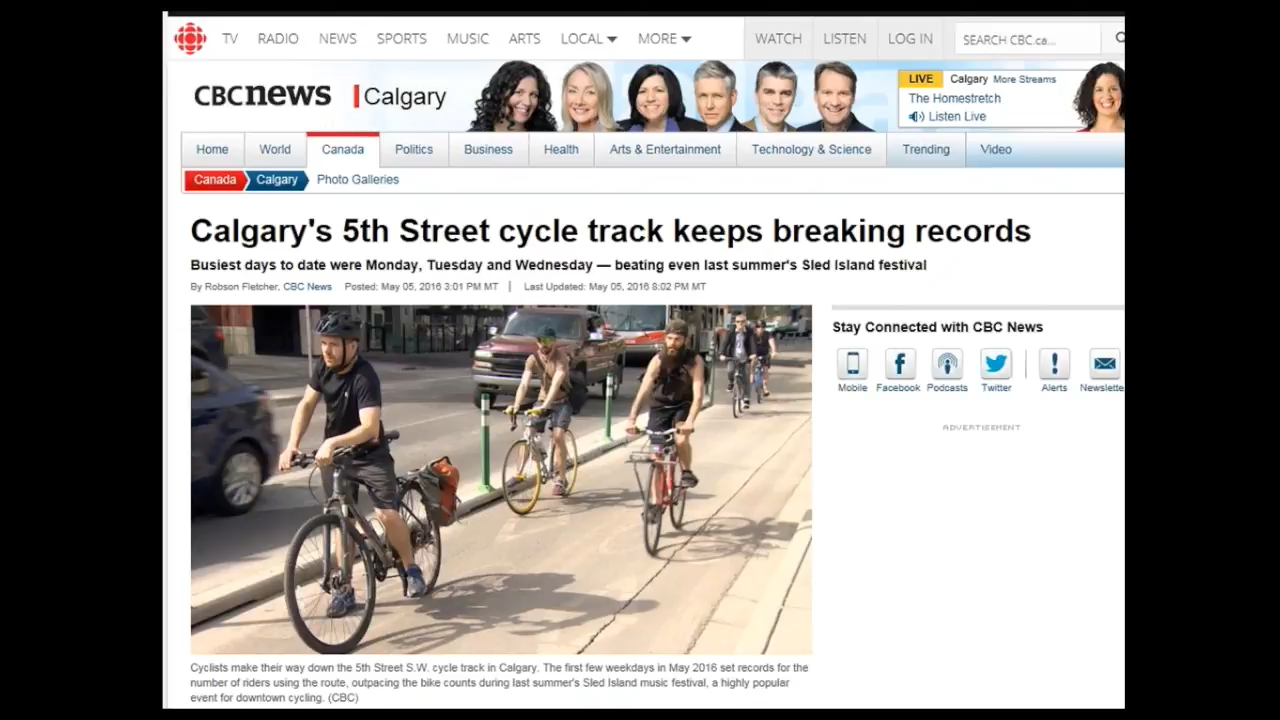 TV RADIO NEWS SPORTS MUSIC ARTS LOCAL MORE WATCH LISTEN LOG IN SEARCH CBC.ca...
CBCnews Calgary
LIVE Calgary More Streams
The Homestretch
Listen Live
Home World Canada Politics Business Health Arts & Entertainment Technology & Science Trending Video
Canada Calgary Photo Galleries
Calgary's 5th Street cycle track keeps breaking records
Busiest days to date were Monday, Tuesday and Wednesday — beating even last summer's Sled Island festival
By Robson Fletcher, CBC News Posted: May 05, 2016 3:01 PM MT | Last Updated: May 05, 2016 8:02 PM MT
Stay Connected with CBC News
Mobile Facebook Podcasts Twitter Alerts Newslette
ADVERTISEMENT
Cyclists make their way down the 5th Street S.W. cycle track in Calgary. The first few weekdays in May 2016 set records for the
number of riders using the route, outpacing the bike counts during last summer's Sled Island music festival, a highly popular
event for downtown cycling. (CBC)